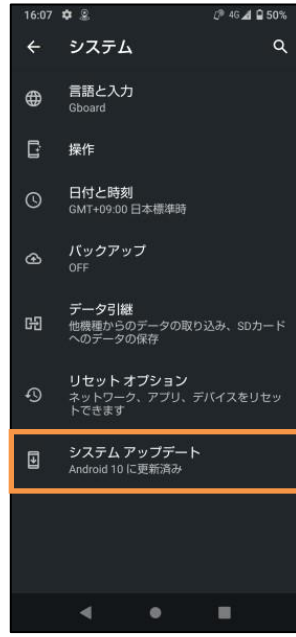 16:07 4G 50%
システム
言語と入力
Gboard
操作
日付と時刻
GMT+09:00 日本標準時
バックアップ
OFF
データ引継
他機種からのデータの取り込み、SDカード
へのデータの保存
リセット オプション
ネットワーク、アプリ、デバイスをリセッ
トできます
システム アップデート
Android 10 に更新済み